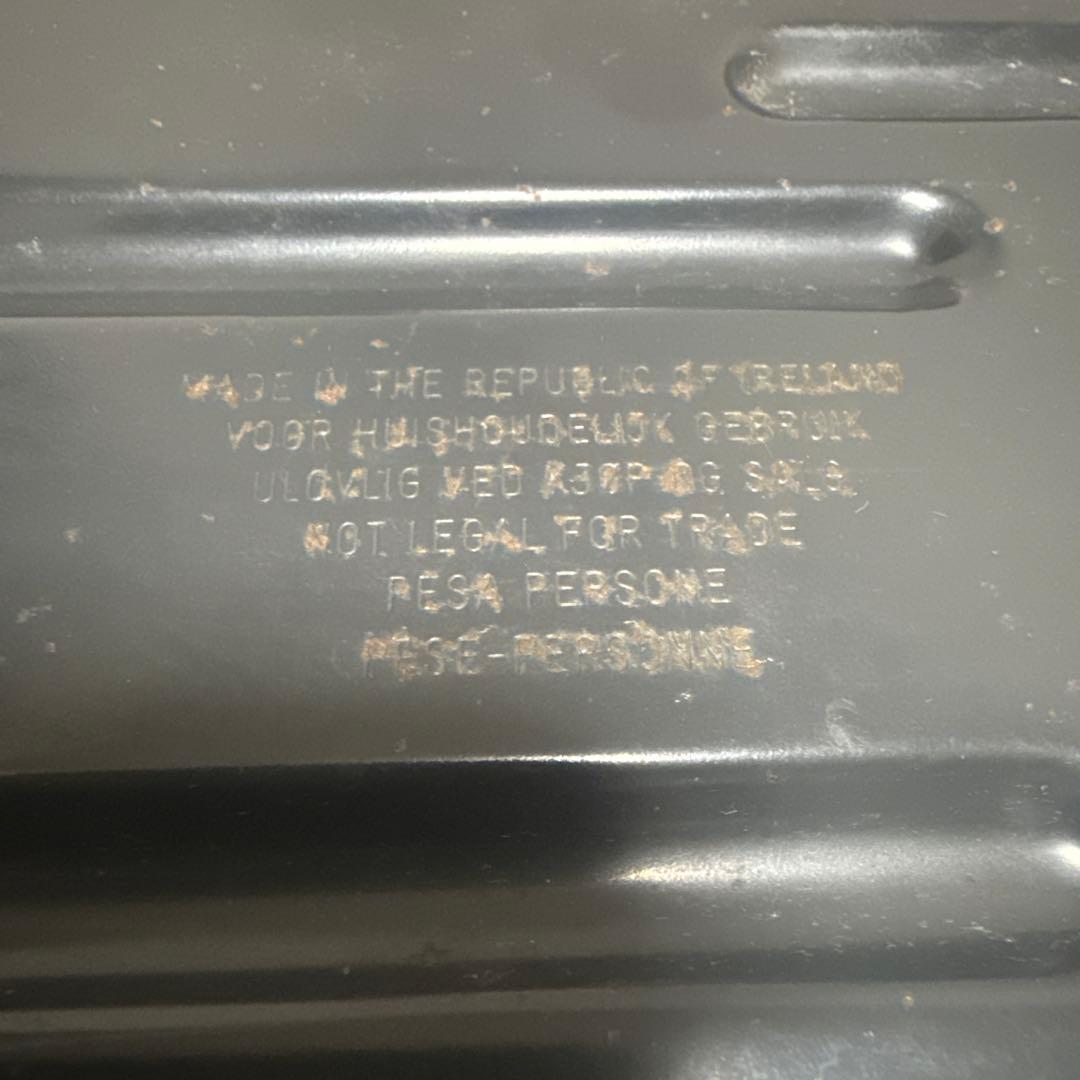 MADE IN THE REPUBLIC OF IRELAND
VOOR HUISHOUDELIJK GEBRUIK
ULOVLIG VED KJØP OG SALG
NOT LEGAL FOR TRADE
PESA PERSONE
PESE-PERSONNE